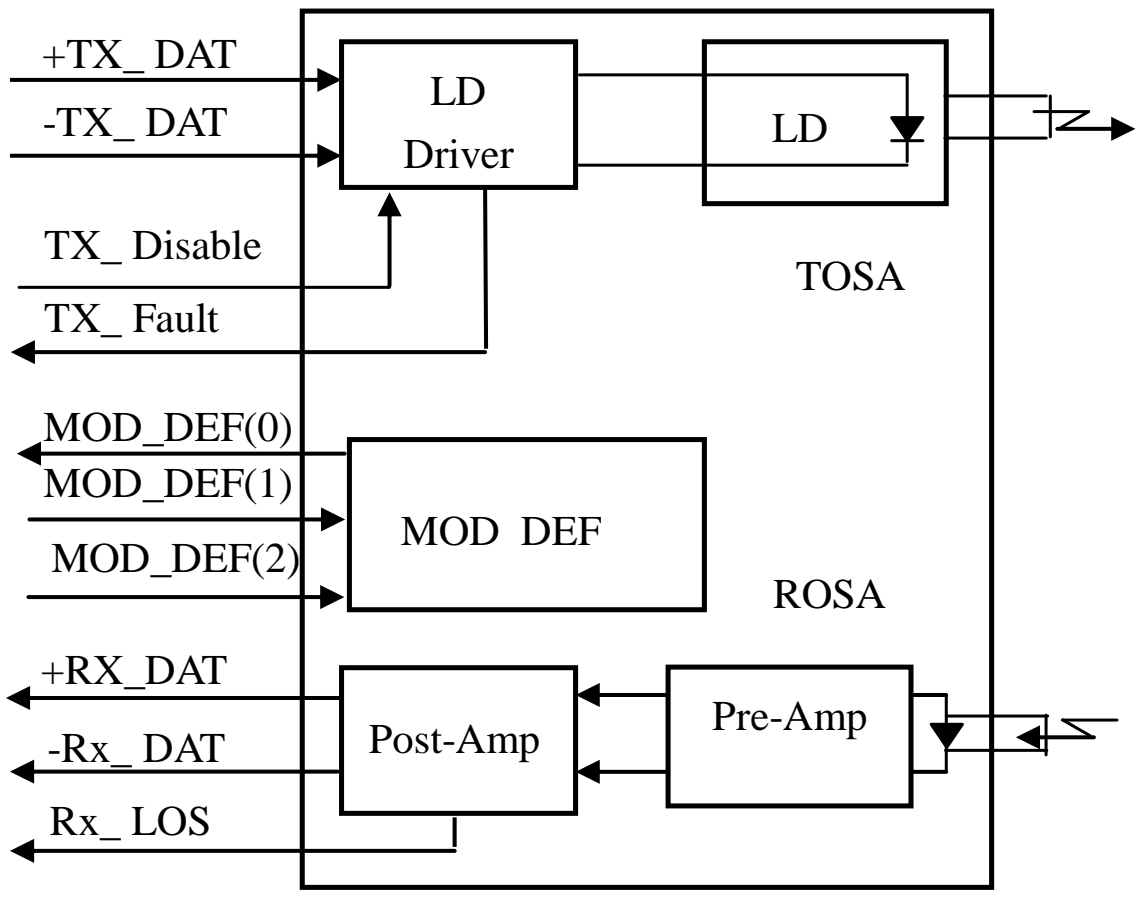 +TX_ DAT
-TX_ DAT
LD
Driver
LD
TX_ Disable
TOSA
TX_ Fault
MOD_DEF(0)
MOD_DEF(1)
MOD DEF
MOD_DEF(2)
ROSA
+RX_DAT
Pre-Amp
Post-Amp
-Rx_ DAT
Rx_ LOS